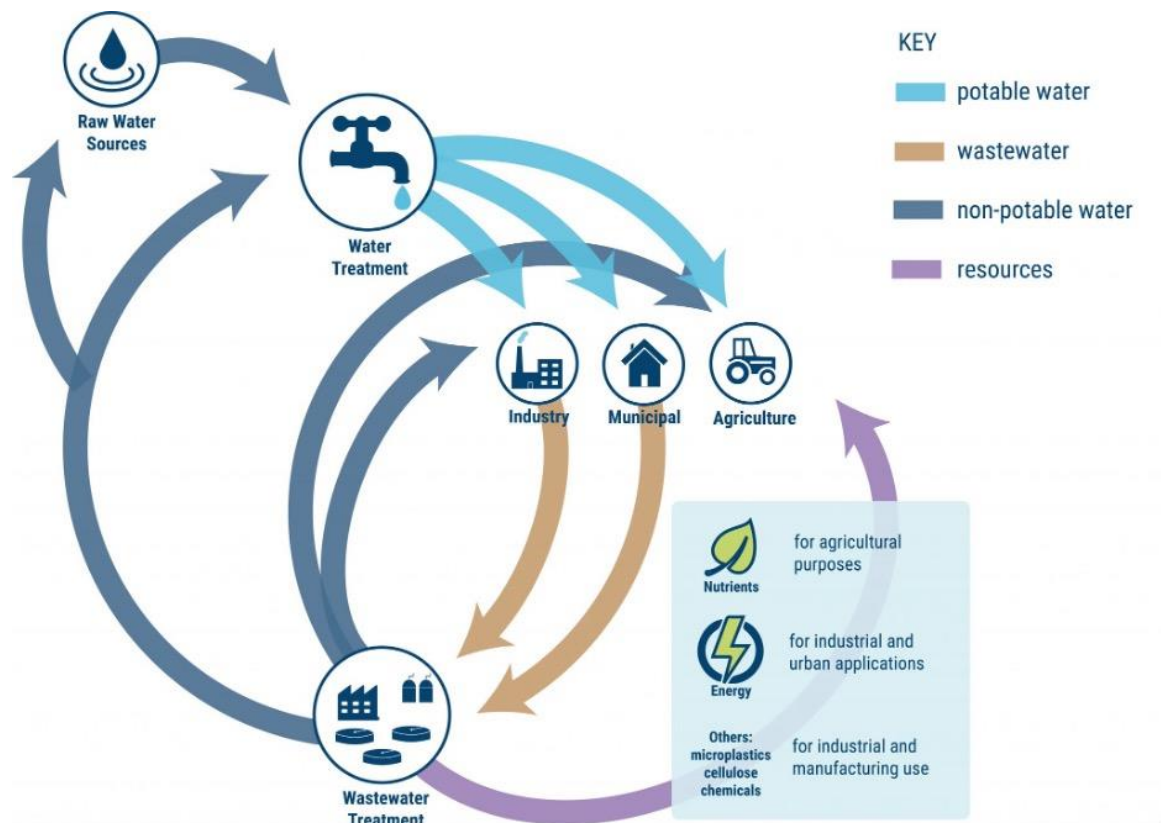 Raw Water
Sources
Water
Treatment
KEY
potable water
wastewater
non-potable water
resources
Industry
Municipal
Agriculture
Nutrients
for agricultural
purposes
Energy
for industrial and
urban applications
Others:
microplastics
cellulose
chemicals
for industrial and
manufacturing use
Wastewater
Treatment